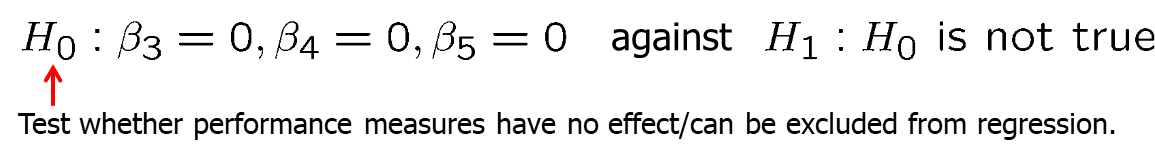 H₀ : β₃ = 0, β₄ = 0, β₅ = 0 against H₁ : H₀ is not true
Test whether performance measures have no effect/can be excluded from regression.